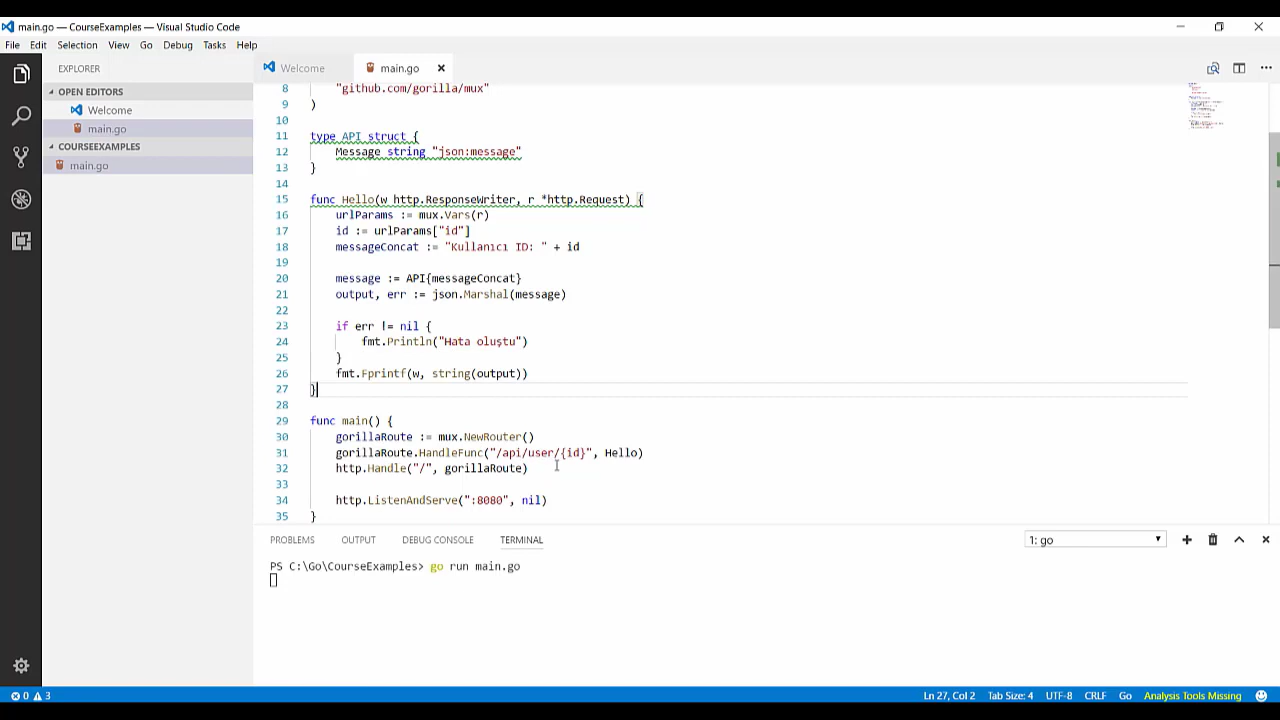 main.go — CourseExamples — Visual Studio Code
File Edit Selection View Go Debug Tasks Help
EXPLORER
OPEN EDITORS
Welcome
main.go
COURSEEXAMPLES
main.go
Welcome main.go
8 "github.com/gorilla/mux"
9 )
10
11 type API struct {
12 Message string "json:message"
13 }
14
15 func Hello(w http.ResponseWriter, r *http.Request) {
16 urlParams := mux.Vars(r)
17 id := urlParams["id"]
18 messageConcat := "Kullanıcı ID: " + id
19
20 message := API{messageConcat}
21 output, err := json.Marshal(message)
22
23 if err != nil {
24 fmt.Println("Hata oluştu")
25 }
26 fmt.Fprintf(w, string(output))
27 }
28
29 func main() {
30 gorillaRoute := mux.NewRouter()
31 gorillaRoute.HandleFunc("/api/user/{id}", Hello)
32 http.Handle("/", gorillaRoute)
33
34 http.ListenAndServe(":8080", nil)
35 }
PROBLEMS OUTPUT DEBUG CONSOLE TERMINAL 1: go
PS C:\Go\CourseExamples> go run main.go
0 3 Ln 27, Col 2 Tab Size: 4 UTF-8 CRLF Go Analysis Tools Missing